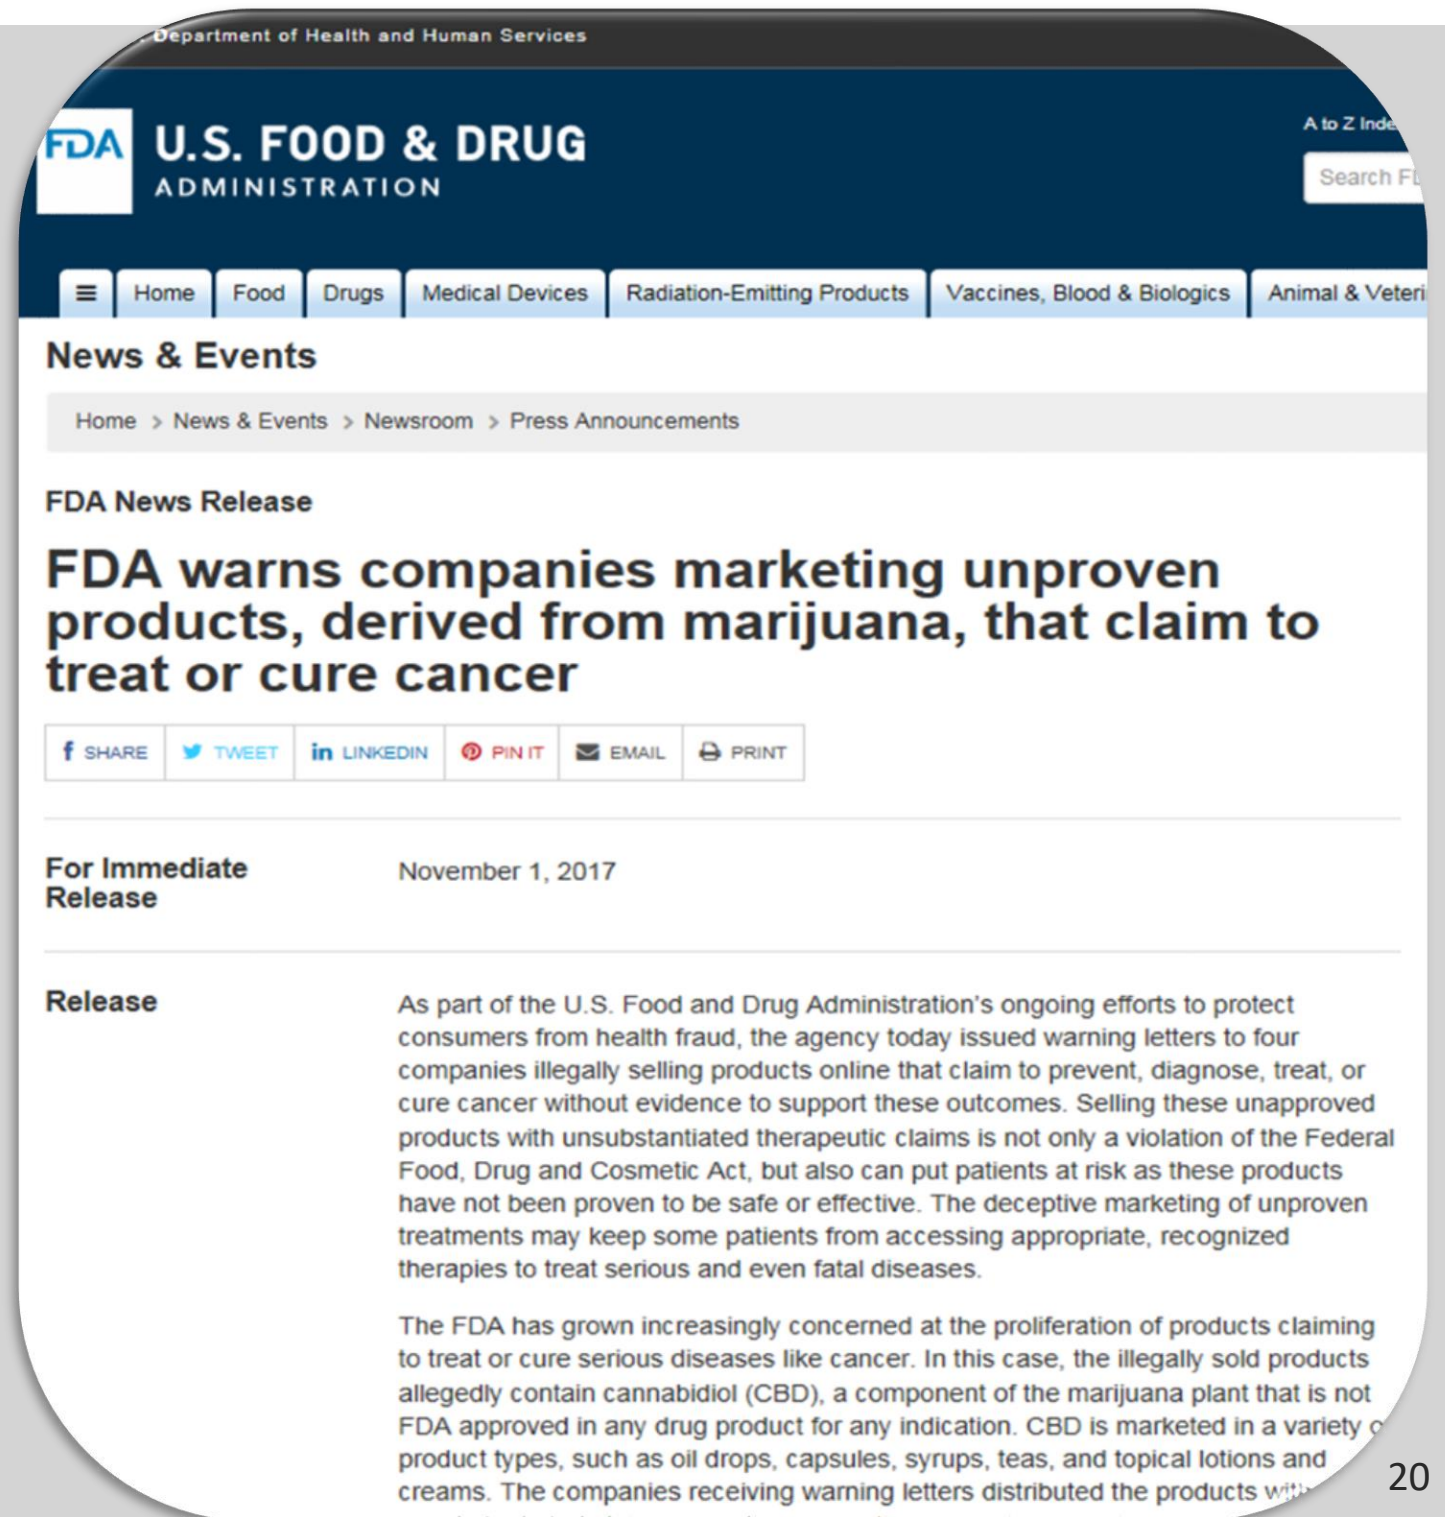 Department of Health and Human Services
FDA
U.S. FOOD & DRUG
ADMINISTRATION
A to Z
Search
Home
Food
Drugs
Medical Devices
Radiation-Emitting Products
Vaccines, Blood & Biologics
Animal &
News & Events
Home > News & Events > Newsroom > Press Announcements
FDA News Release
FDA warns companies marketing unproven
products, derived from marijuana, that claim to
treat or cure cancer
f SHARE
TWEET
in LINKEDIN
PIN IT
EMAIL
PRINT
For Immediate
Release
November 1, 2017
Release
As part of the U.S. Food and Drug Administration's ongoing efforts to protect
consumers from health fraud, the agency today issued warning letters to four
companies illegally selling products online that claim to prevent, diagnose, treat, or
cure cancer without evidence to support these outcomes. Selling these unapproved
products with unsubstantiated therapeutic claims is not only a violation of the Federal
Food, Drug and Cosmetic Act, but also can put patients at risk as these products
have not been proven to be safe or effective. The deceptive marketing of unproven
treatments may keep some patients from accessing appropriate, recognized
therapies to treat serious and even fatal diseases.
The FDA has grown increasingly concerned at the proliferation of products claiming
to treat or cure serious diseases like cancer. In this case, the illegally sold products
allegedly contain cannabidiol (CBD), a component of the marijuana plant that is not
FDA approved in any drug product for any indication. CBD is marketed in a variety
product types, such as oil drops, capsules, syrups, teas, and topical lotions and
creams. The companies receiving warning letters distributed the products
20